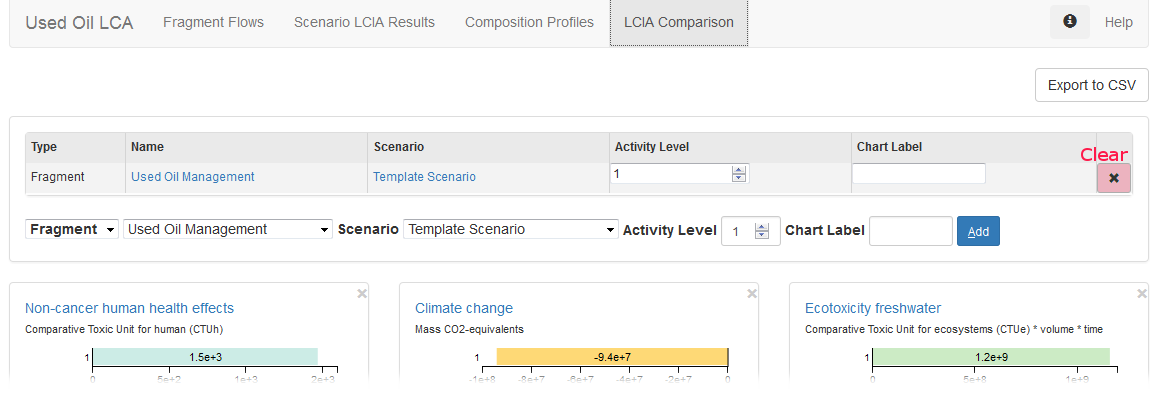 Used Oil LCA Fragment Flows Scenario LCIA Results Composition Profiles LCIA Comparison Help
Export to CSV
Type Name Scenario Activity Level Chart Label
Clear
Fragment Used Oil Management Template Scenario 1
Fragment Used Oil Management Scenario Template Scenario Activity Level 1 Chart Label Add
Non-cancer human health effects
Comparative Toxic Unit for human (CTUh)
1 1.5e+3
0 5e+2 1e+3 2e+3
Climate change
Mass CO2-equivalents
1 -9.4e+7
-1e+8 -8e+7 -6e+7 -4e+7 -2e+7 0
Ecotoxicity freshwater
Comparative Toxic Unit for ecosystems (CTUe) * volume * time
1 1.2e+9
0 5e+8 1e+9